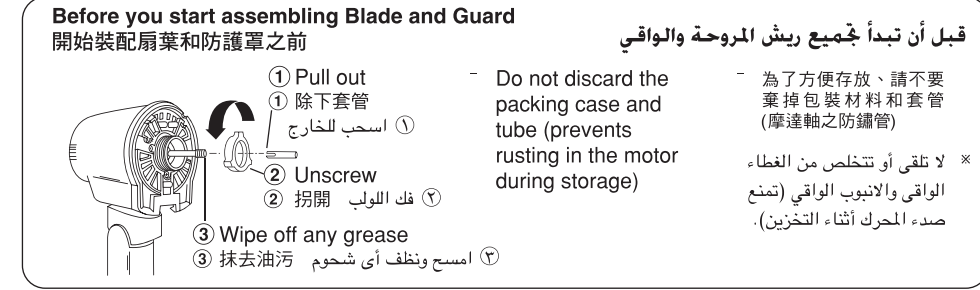 Before you start assembling Blade and Guard
開始裝配扇葉和防護罩之前
قبل أن تبدأ تجميع ريش المروحة والواقي
① Pull out
① 除下套管
① اسحب للخارج
② Unscrew
② 拐開 ② فك اللولب
③ Wipe off any grease
③ 抹去油污 ③ امسح ونظف أى شحوم
– Do not discard the
packing case and
tube (prevents
rusting in the motor
during storage)
– 為了方便存放、請不要
棄掉包裝材料和套管
(摩達軸之防鏽管)
※ لا تلقى أو تتخلص من الغطاء
الواقى والانبوب الواقي (تمنع
صدء المحرك أثناء التخزين).